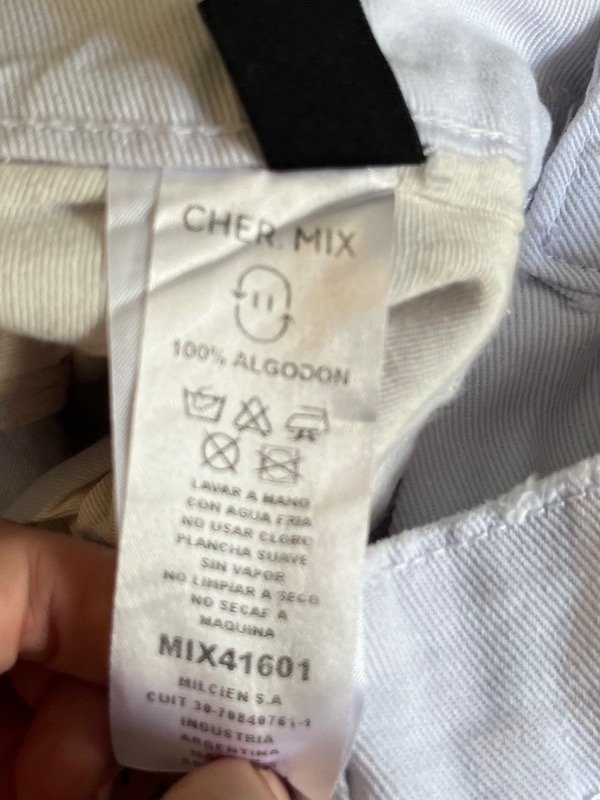 CHER. MIX
100% ALGODON
LAVAR A MANO
CON AGUA FRIA
NO USAR CLORO
PLANCHA SUAVE
SIN VAPOR
NO LIMPIAR A SECO
NO SECAR A
MAQUINA
MIX41601
MILCIEN S.A
CUIT
INDUSTRIA
ARGENTINA